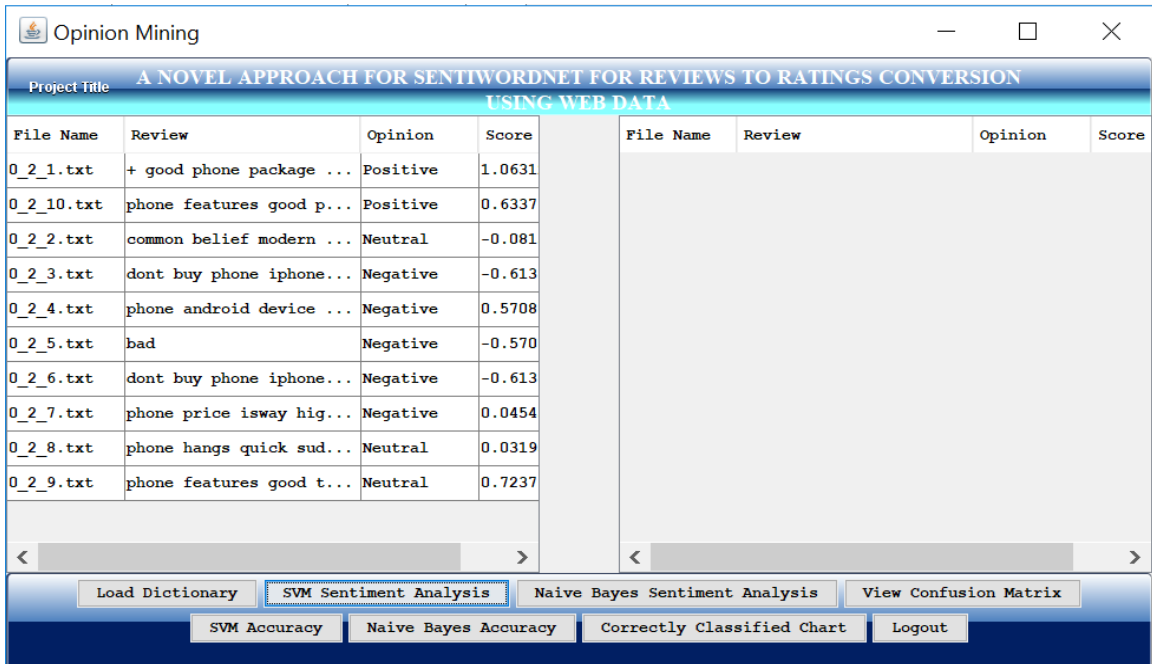 Opinion Mining
Project Title
A NOVEL APPROACH FOR SENTIWORDNET FOR REVIEWS TO RATINGS CONVERSION
USING WEB DATA
File Name Review Opinion Score
0_2_1.txt + good phone package ... Positive 1.0631
0_2_10.txt phone features good p... Positive 0.6337
0_2_2.txt common belief modern ... Neutral -0.081
0_2_3.txt dont buy phone iphone... Negative -0.613
0_2_4.txt phone android device ... Negative 0.5708
0_2_5.txt bad Negative -0.570
0_2_6.txt dont buy phone iphone... Negative -0.613
0_2_7.txt phone price isway hig... Negative 0.0454
0_2_8.txt phone hangs quick sud... Neutral 0.0319
0_2_9.txt phone features good t... Neutral 0.7237
File Name Review Opinion Score
Load Dictionary SVM Sentiment Analysis Naive Bayes Sentiment Analysis View Confusion Matrix
SVM Accuracy Naive Bayes Accuracy Correctly Classified Chart Logout